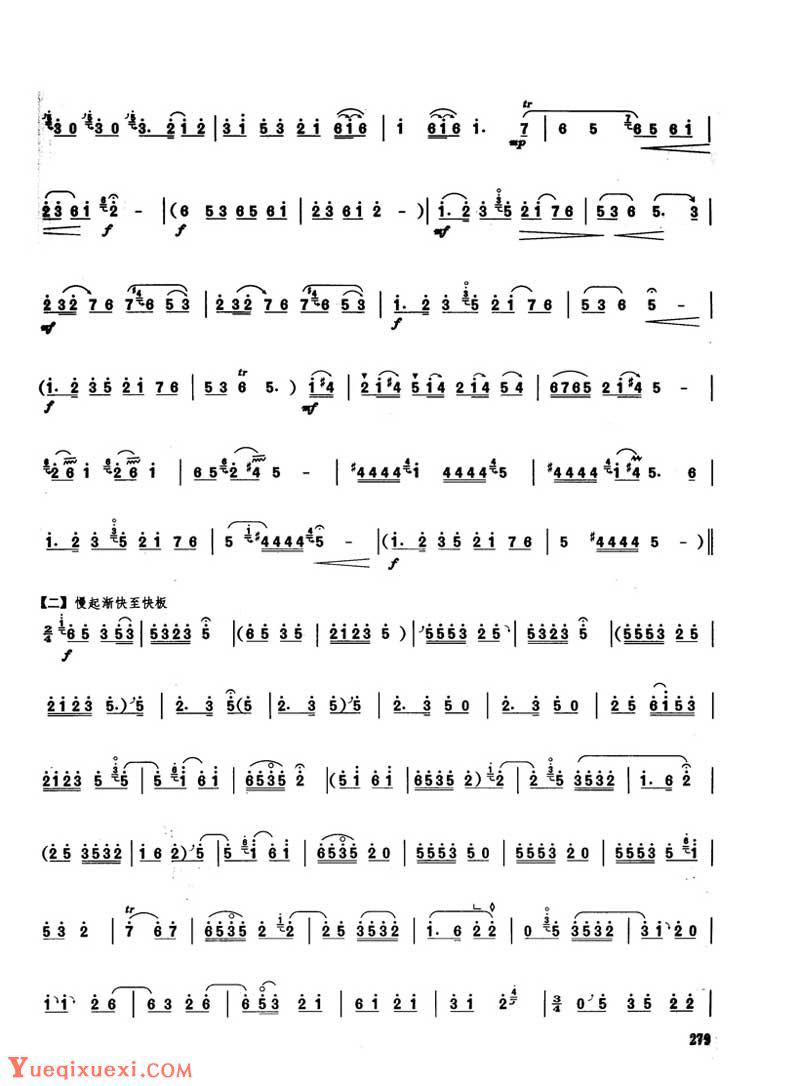 3 0 3 0 3. 2 1 2 | 3 1 5 3 2 1 6 1 6 | 1 6 1 6 1. tr 7 | 6 5 6 5 6 1 |
mp
2 3 6 1 2 - | (6 5 3 6 5 6 1 | 2 3 6 1 2 - ) | 1. 2 3 5 2 1 7 6 | 5 3 6 5. 3 |
f f mf
2 3 2 7 6 7 6 5 3 | 2 3 2 7 6 7 6 5 3 | 1. 2 3 5 2 1 7 6 | 5 3 6 5 - |
mf f
(1. 2 3 5 2 1 7 6 | 5 3 tr 6 5. ) 1 #4 | 2 1 #4 5 1 4 2 1 4 5 4 | 6 7 6 5 2 1 #4 5 - |
f mf
2 6 1 2 6 1 | 6 5 2 #4 5 - | #4 4 4 4 1 4 4 4 4 5 | #4 4 4 4 1 #4 5. 6 |
1. 2 3 5 2 1 7 6 | 5 #4 4 4 4 5 - | (1. 2 3 5 2 1 7 6 | 5 #4 4 4 4 5 - ) ||
f
【二】慢起渐快至快板
2/4 6 5 3 5 3 | 5 3 2 3 5 | (6 5 3 5 | 2 1 2 3 5 ) | 5 5 5 3 2 5 | 5 3 2 3 5 | (5 5 5 3 2 5 |
f
2 1 2 3 5. ) 5 | 2. 3 5 (5 | 2. 3 5 ) 5 | 2. 3 5 | 2. 3 5 0 | 2. 3 5 0 | 2 5 6 1 5 3 |
2 1 2 3 5 5 | 5 1 6 1 | 6 5 3 5 2 | (5 1 6 1 | 6 5 3 5 2) 2 | 2 5 3 5 3 2 | 1. 6 2 |
(2 5 3 5 3 2 | 1 6 2) 5 | 5 1 6 1 | 6 5 3 5 2 0 | 5 5 5 3 5 0 | 5 5 5 3 2 0 | 5 5 5 3 5 1 |
5 3 2 | tr 7 6 7 | 6 5 3 5 2 2 | 2 5 3 5 3 2 | 1. 6 2 2 | 0 5 3 5 3 2 | 3 1 2 0 |
1 1 2 6 | 6 3 2 6 | 6 5 3 2 1 | 6 1 2 1 | 3 1 2 | 3/4 0 5 3 5 2 2 |
279
Yueqixuexi.com